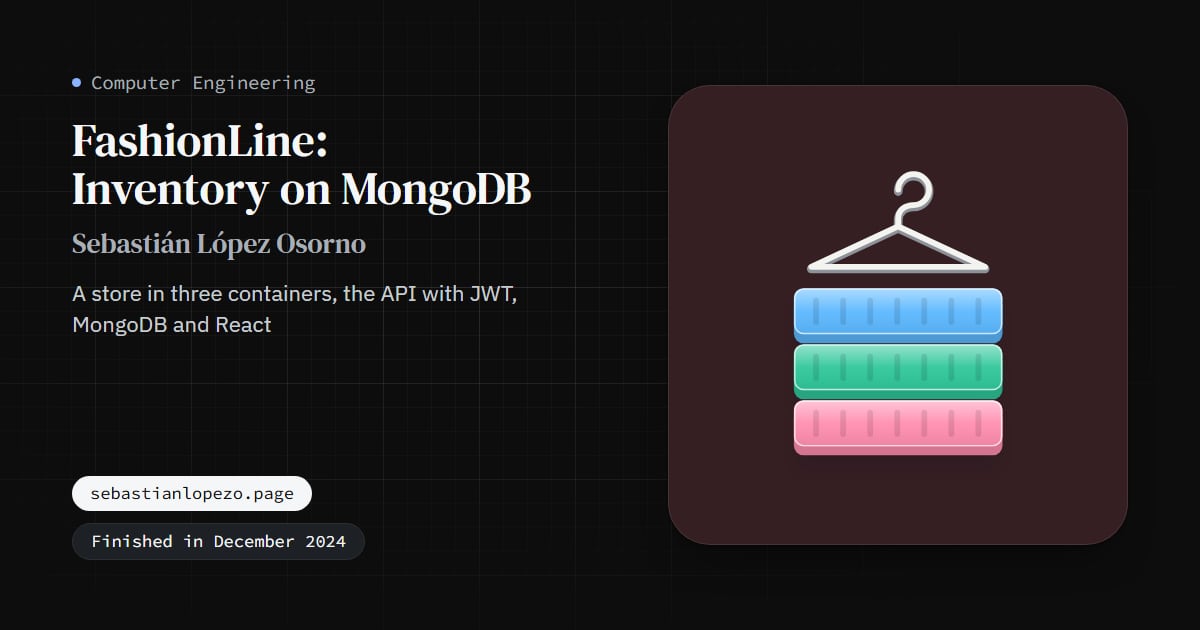 Computer Engineering
FashionLine:
Inventory on MongoDB
Sebastián López Osorno
A store in three containers, the API with JWT,
MongoDB and React
sebastianlopezo.page
Finished in December 2024